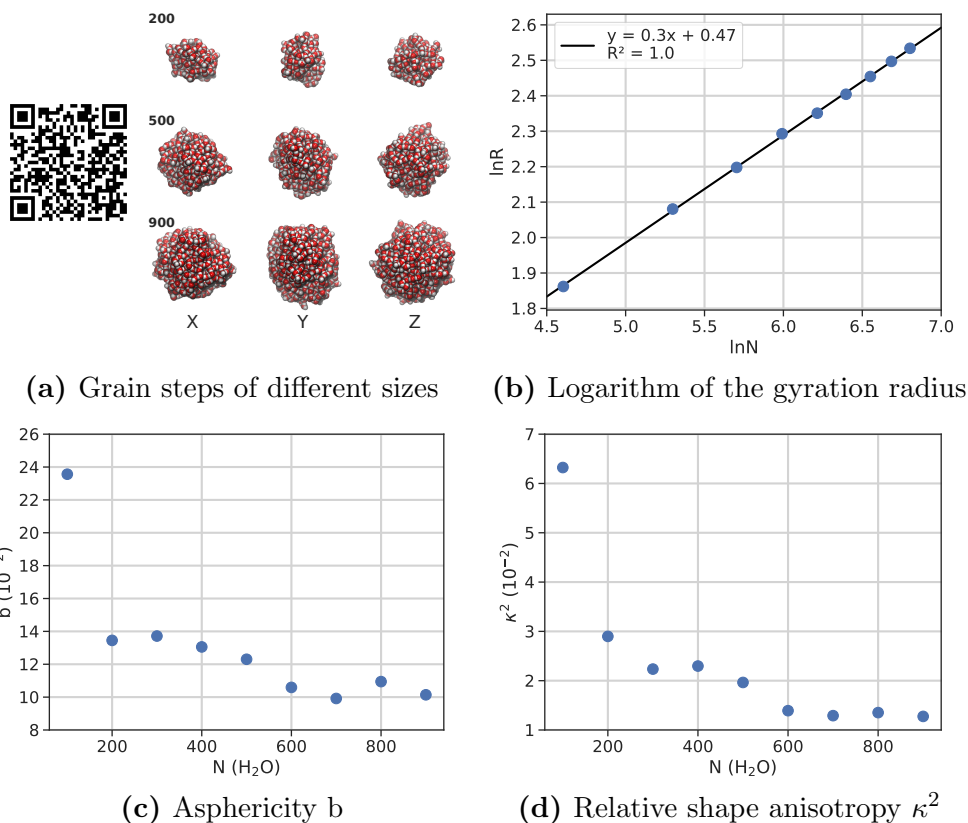 200
500
900
X Y Z
(a) Grain steps of different sizes
2.6
2.5
2.4
2.3
2.2
2.1
2.0
1.9
1.8
lnR
y = 0.3x + 0.47
R² = 1.0
4.5 5.0 5.5 6.0 6.5 7.0
lnN
(b) Logarithm of the gyration radius
26
24
22
20
18
16
14
12
10
8
b (10⁻²)
200 400 600 800
N (H₂O)
(c) Asphericity b
7
6
5
4
3
2
1
κ² (10⁻²)
200 400 600 800
N (H₂O)
(d) Relative shape anisotropy κ²